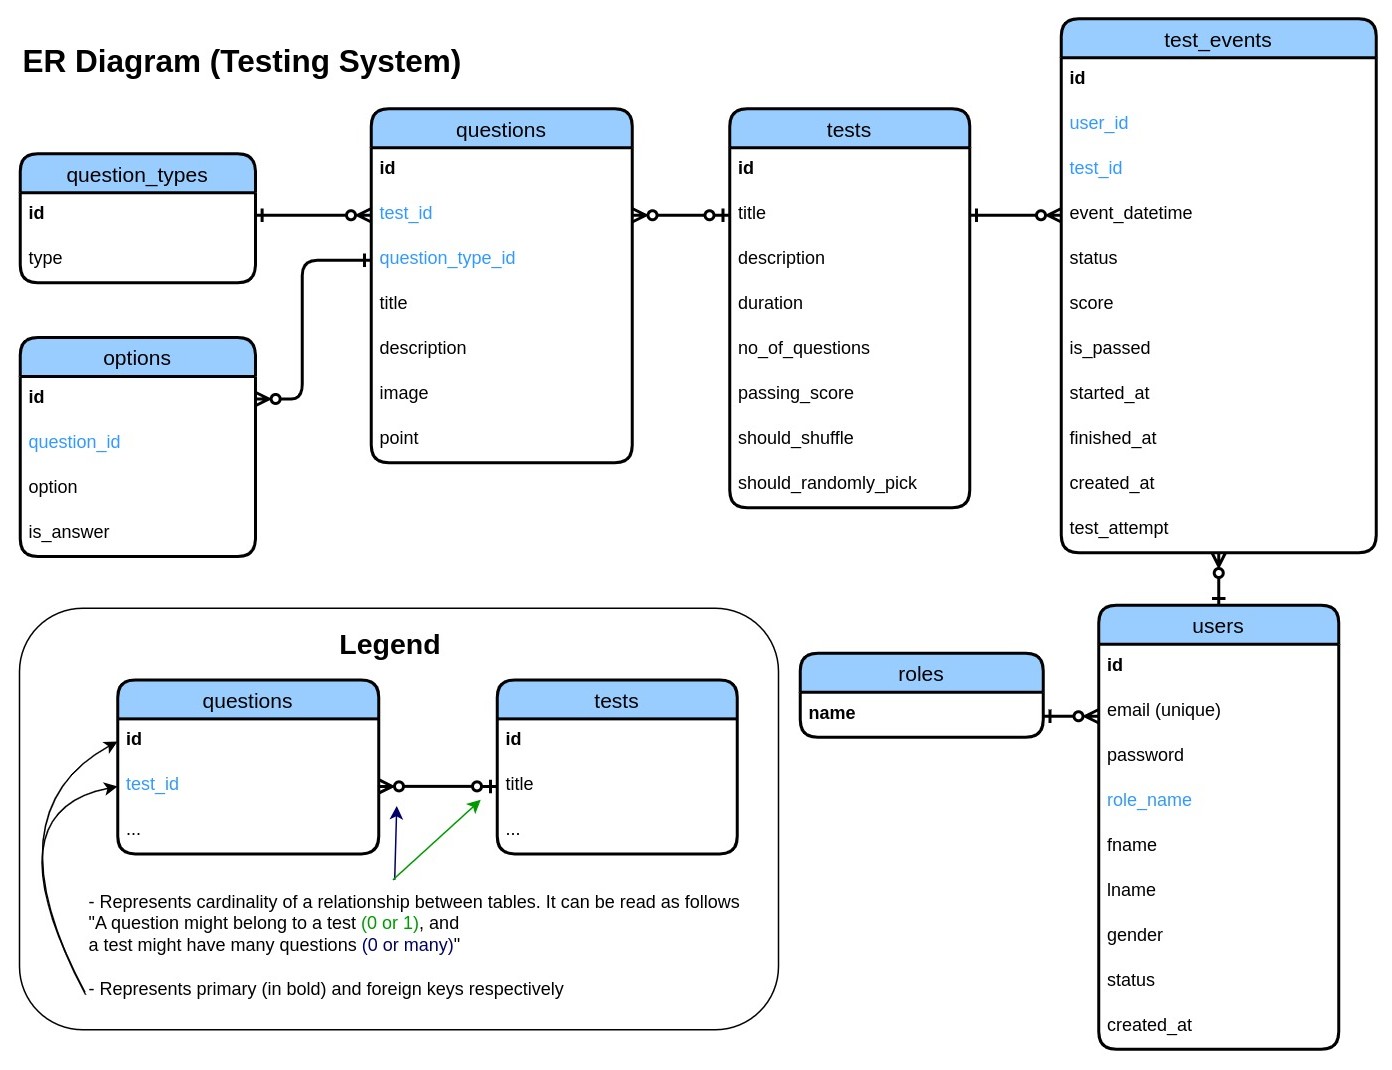 ER Diagram (Testing System)
question_types
id
type
options
id
question_id
option
is_answer
questions
id
test_id
question_type_id
title
description
image
point
tests
id
title
description
duration
no_of_questions
passing_score
should_shuffle
should_randomly_pick
test_events
id
user_id
test_id
event_datetime
status
score
is_passed
started_at
finished_at
created_at
test_attempt
Legend
questions
id
test_id
...
tests
id
title
...
- Represents cardinality of a relationship between tables. It can be read as follows
"A question might belong to a test (0 or 1), and
a test might have many questions (0 or many)"
- Represents primary (in bold) and foreign keys respectively
roles
name
users
id
email (unique)
password
role_name
fname
lname
gender
status
created_at